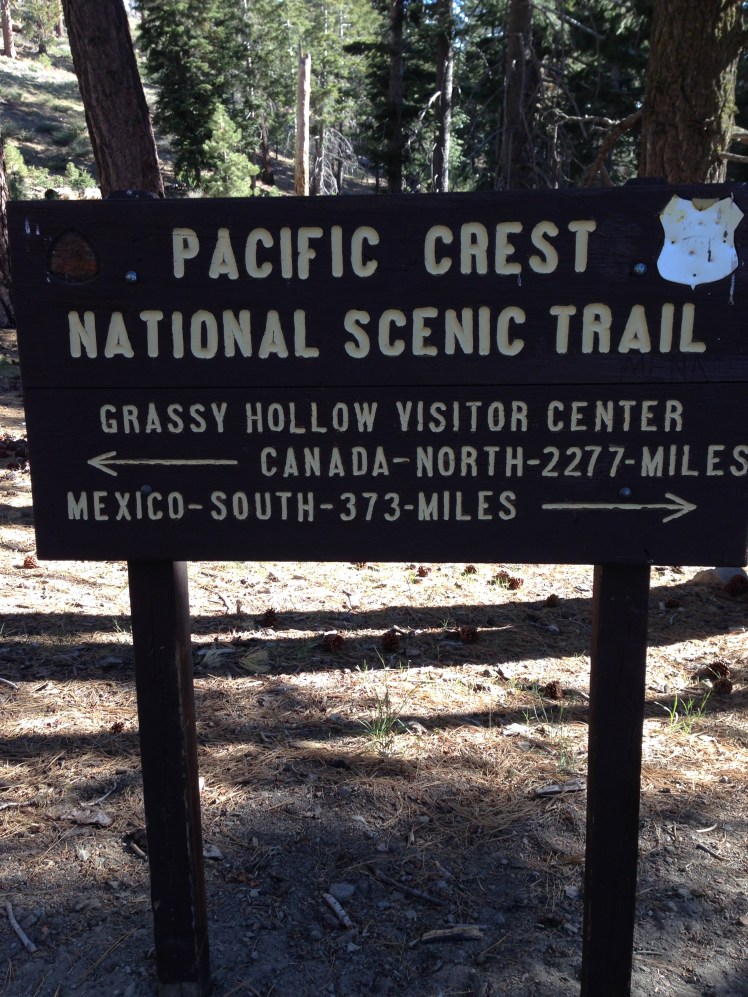 PACIFIC CREST
NATIONAL SCENIC TRAIL
GRASSY HOLLOW VISITOR CENTER
CANADA-NORTH-2277-MILES
MEXICO-SOUTH-373-MILES